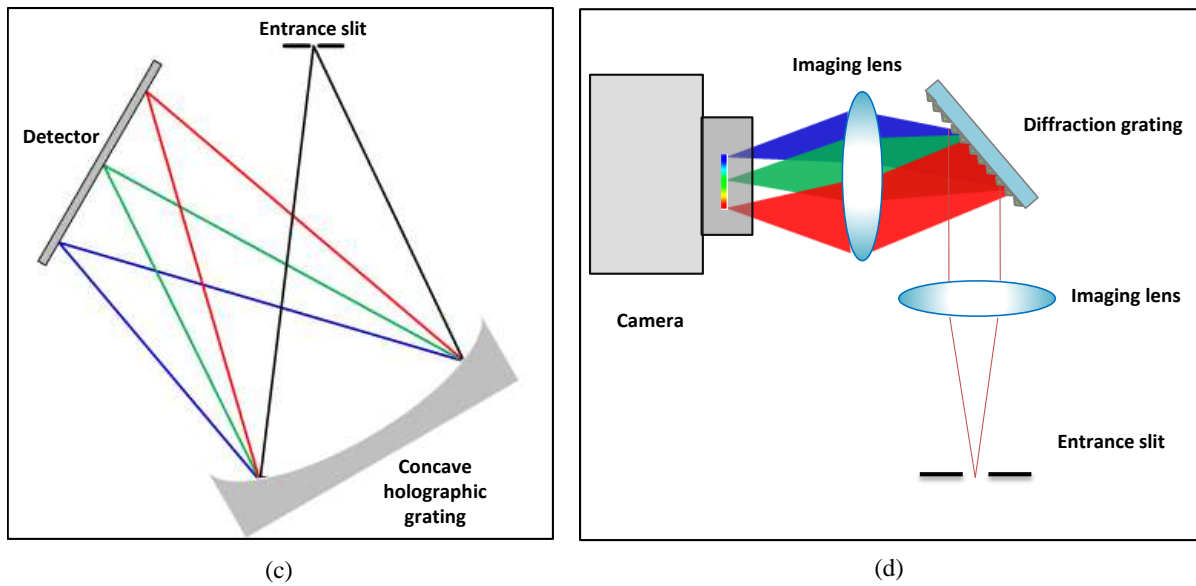 Entrance slit
Detector
Concave
holographic
grating
(c)
Imaging lens
Diffraction grating
Camera
Imaging lens
Entrance slit
(d)